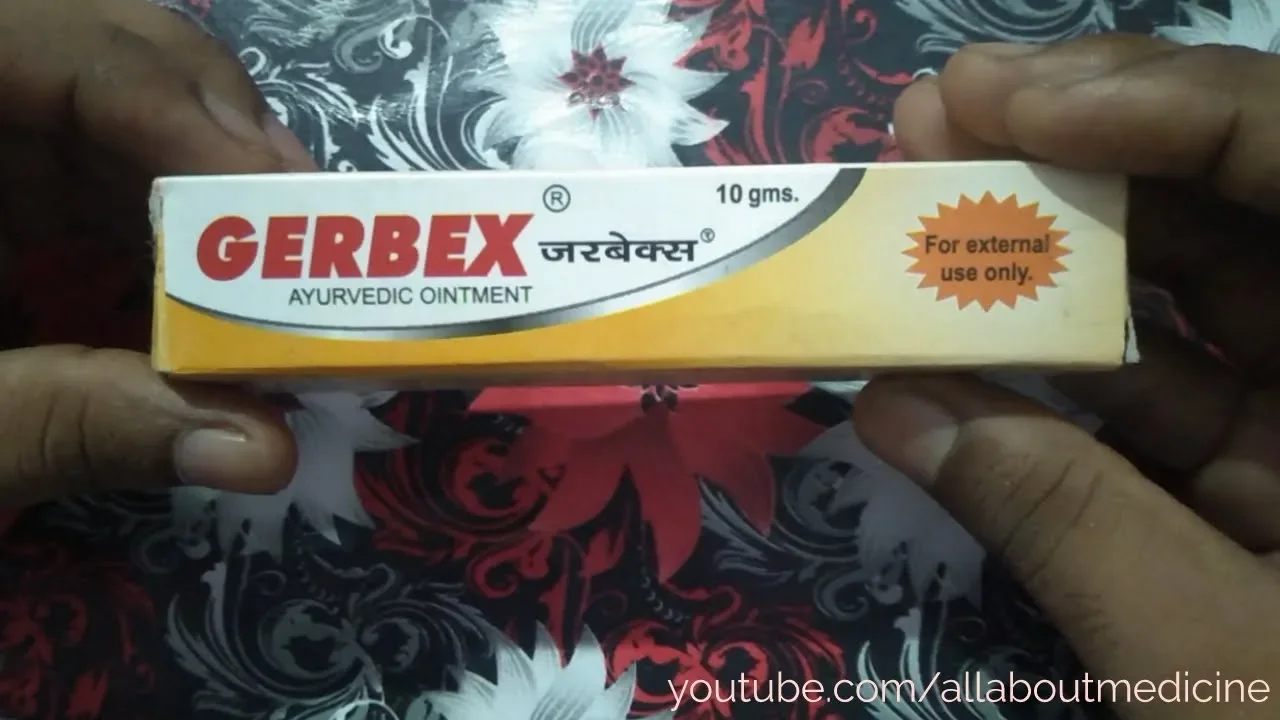 GERBEX ®
जरबेक्स ®
AYURVEDIC OINTMENT
10 gms.
For external
use only.
youtube.com/allaboutmedicine